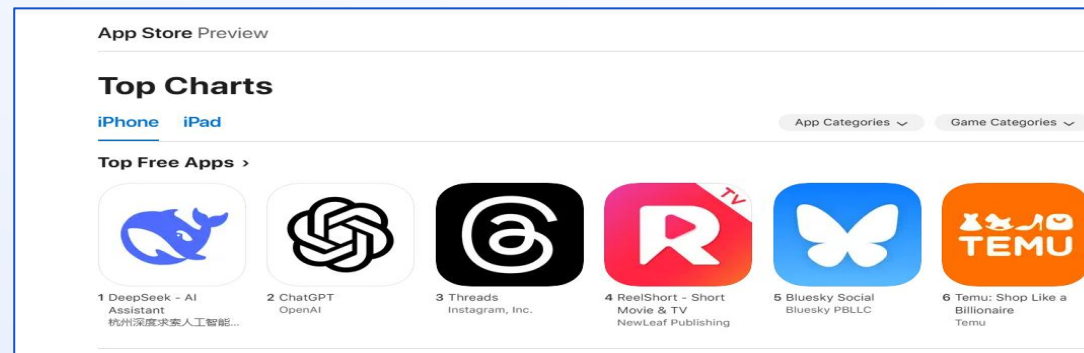 App Store Preview
Top Charts
iPhone iPad
App Categories Game Categories
Top Free Apps
TV
R
TEMU
1 DeepSeek - AI
Assistant
杭州深度求索人工智能...
2 ChatGPT
OpenAI
3 Threads
Instagram, Inc.
4 ReelShort - Short
Movie & TV
NewLeaf Publishing
5 Bluesky Social
Bluesky PBLLC
6 Temu: Shop Like a
Billionaire
Temu